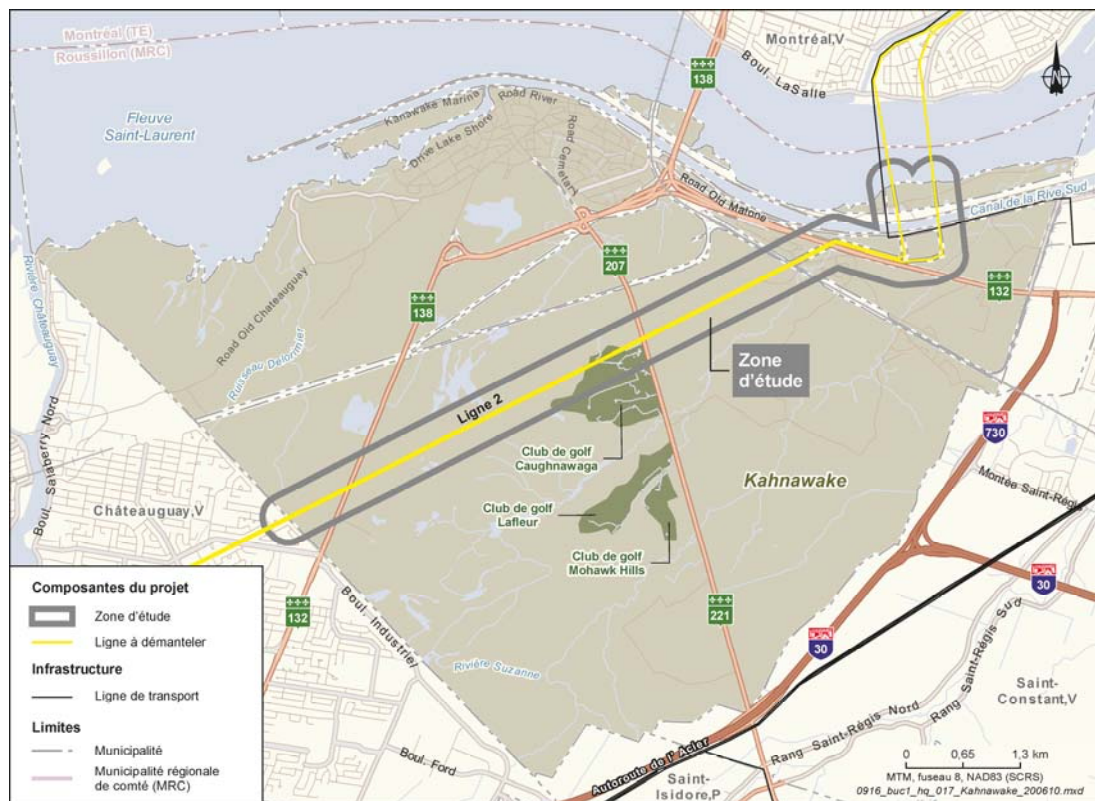 Montréal (TE)
Roussillon (MRC)
138
Montréal,V
Boul. LaSalle
N
Fleuve
Saint-Laurent
Kanawake Marina
Road River
Drive Lake Shore
Road Cemetary
Road Old Malone
Canal de la Rive Sud
Rivière Châteauguay
Road Old Chateauguay
207
132
138
Ruisseau Delorimier
Zone
d'étude
Ligne 2
Boul. Salaberry Nord
730
Club de golf
Caughnawaga
Kahnawake
Montée Saint-Régis
Châteauguay,V
Club de golf
Lafleur
Club de golf
Mohawk Hills
30
Composantes du projet
Zone d'étude
Ligne à démanteler
Infrastructure
Ligne de transport
Limites
Municipalité
Municipalité régionale
de comté (MRC)
132
Boul. Industriel
221
30
Rivière Suzanne
Rang Saint-Régis Sud
Saint-
Constant,V
Rang Saint-Régis Nord
Autoroute de l' Acier
Boul. Ford
Saint-
Isidore,P
0 0,65 1,3 km
MTM, fuseau 8, NAD83 (SCRS)
0916_buc1_hq_017_Kahnawake_200610.mxd